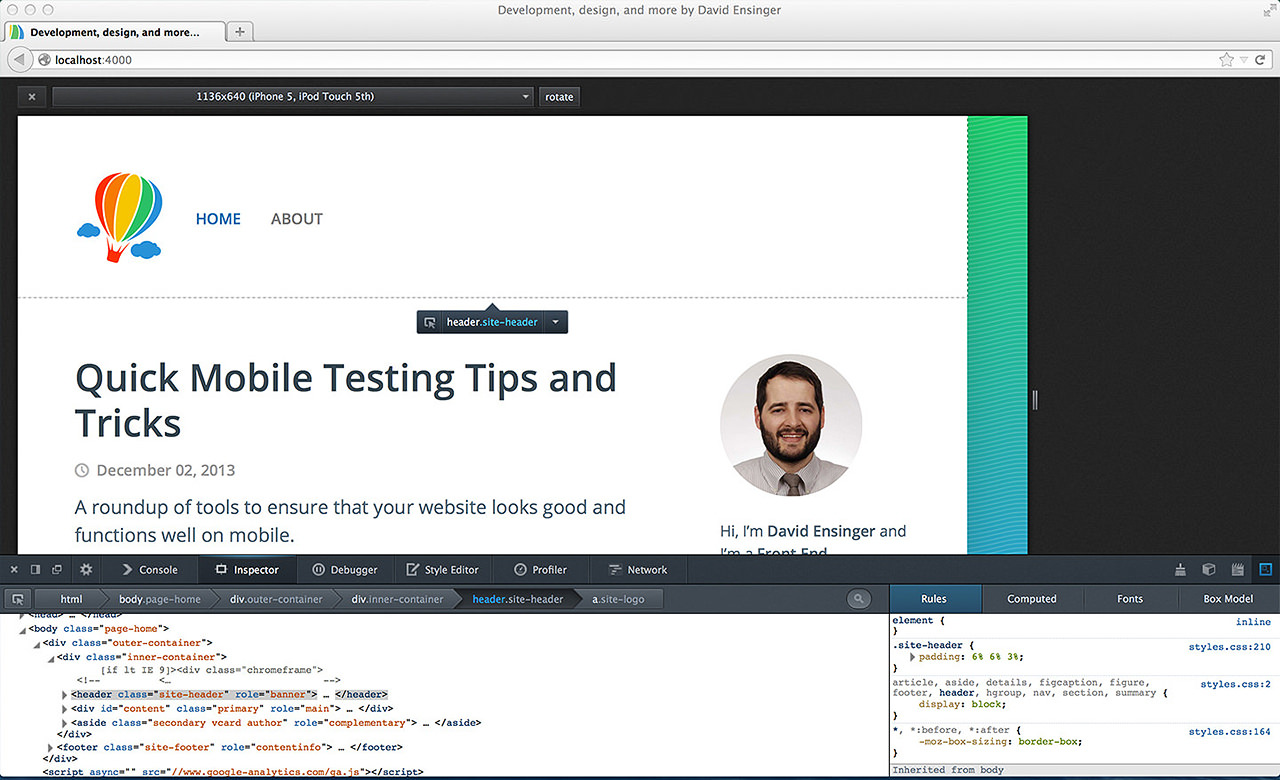 Development, design, and more by David Ensinger
Development, design, and more...
localhost:4000
1136x640 (iPhone 5, iPod Touch 5th)
rotate
HOME
ABOUT
header.site-header
Quick Mobile Testing Tips and
Tricks
December 02, 2013
A roundup of tools to ensure that your website looks good and
functions well on mobile.
Hi, I’m David Ensinger and
I’m a Front End
Console
Inspector
Debugger
Style Editor
Profiler
Network
html
body.page-home
div.outer-container
div.inner-container
header.site-header
a.site-logo
<head> … </head>
<body class="page-home">
<div class="outer-container">
<div class="inner-container">
[if lt IE 9]><div class="chromeframe">
<!-- <… -->
<header class="site-header" role="banner"> … </header>
<div id="content" class="primary" role="main"> … </div>
<aside class="secondary vcard author" role="complementary"> … </aside>
</div>
<footer class="site-footer" role="contentinfo"> … </footer>
</div>
<script async="" src="//www.google-analytics.com/ga.js"></script>
Rules
Computed
Fonts
Box Model
element {
inline
}
.site-header {
styles.css:210
padding: 6% 6% 3%;
}
article, aside, details, figcaption, figure,
styles.css:2
footer, header, hgroup, nav, section, summary {
display: block;
}
*, *:before, *:after {
styles.css:164
-moz-box-sizing: border-box;
}
Inherited from body